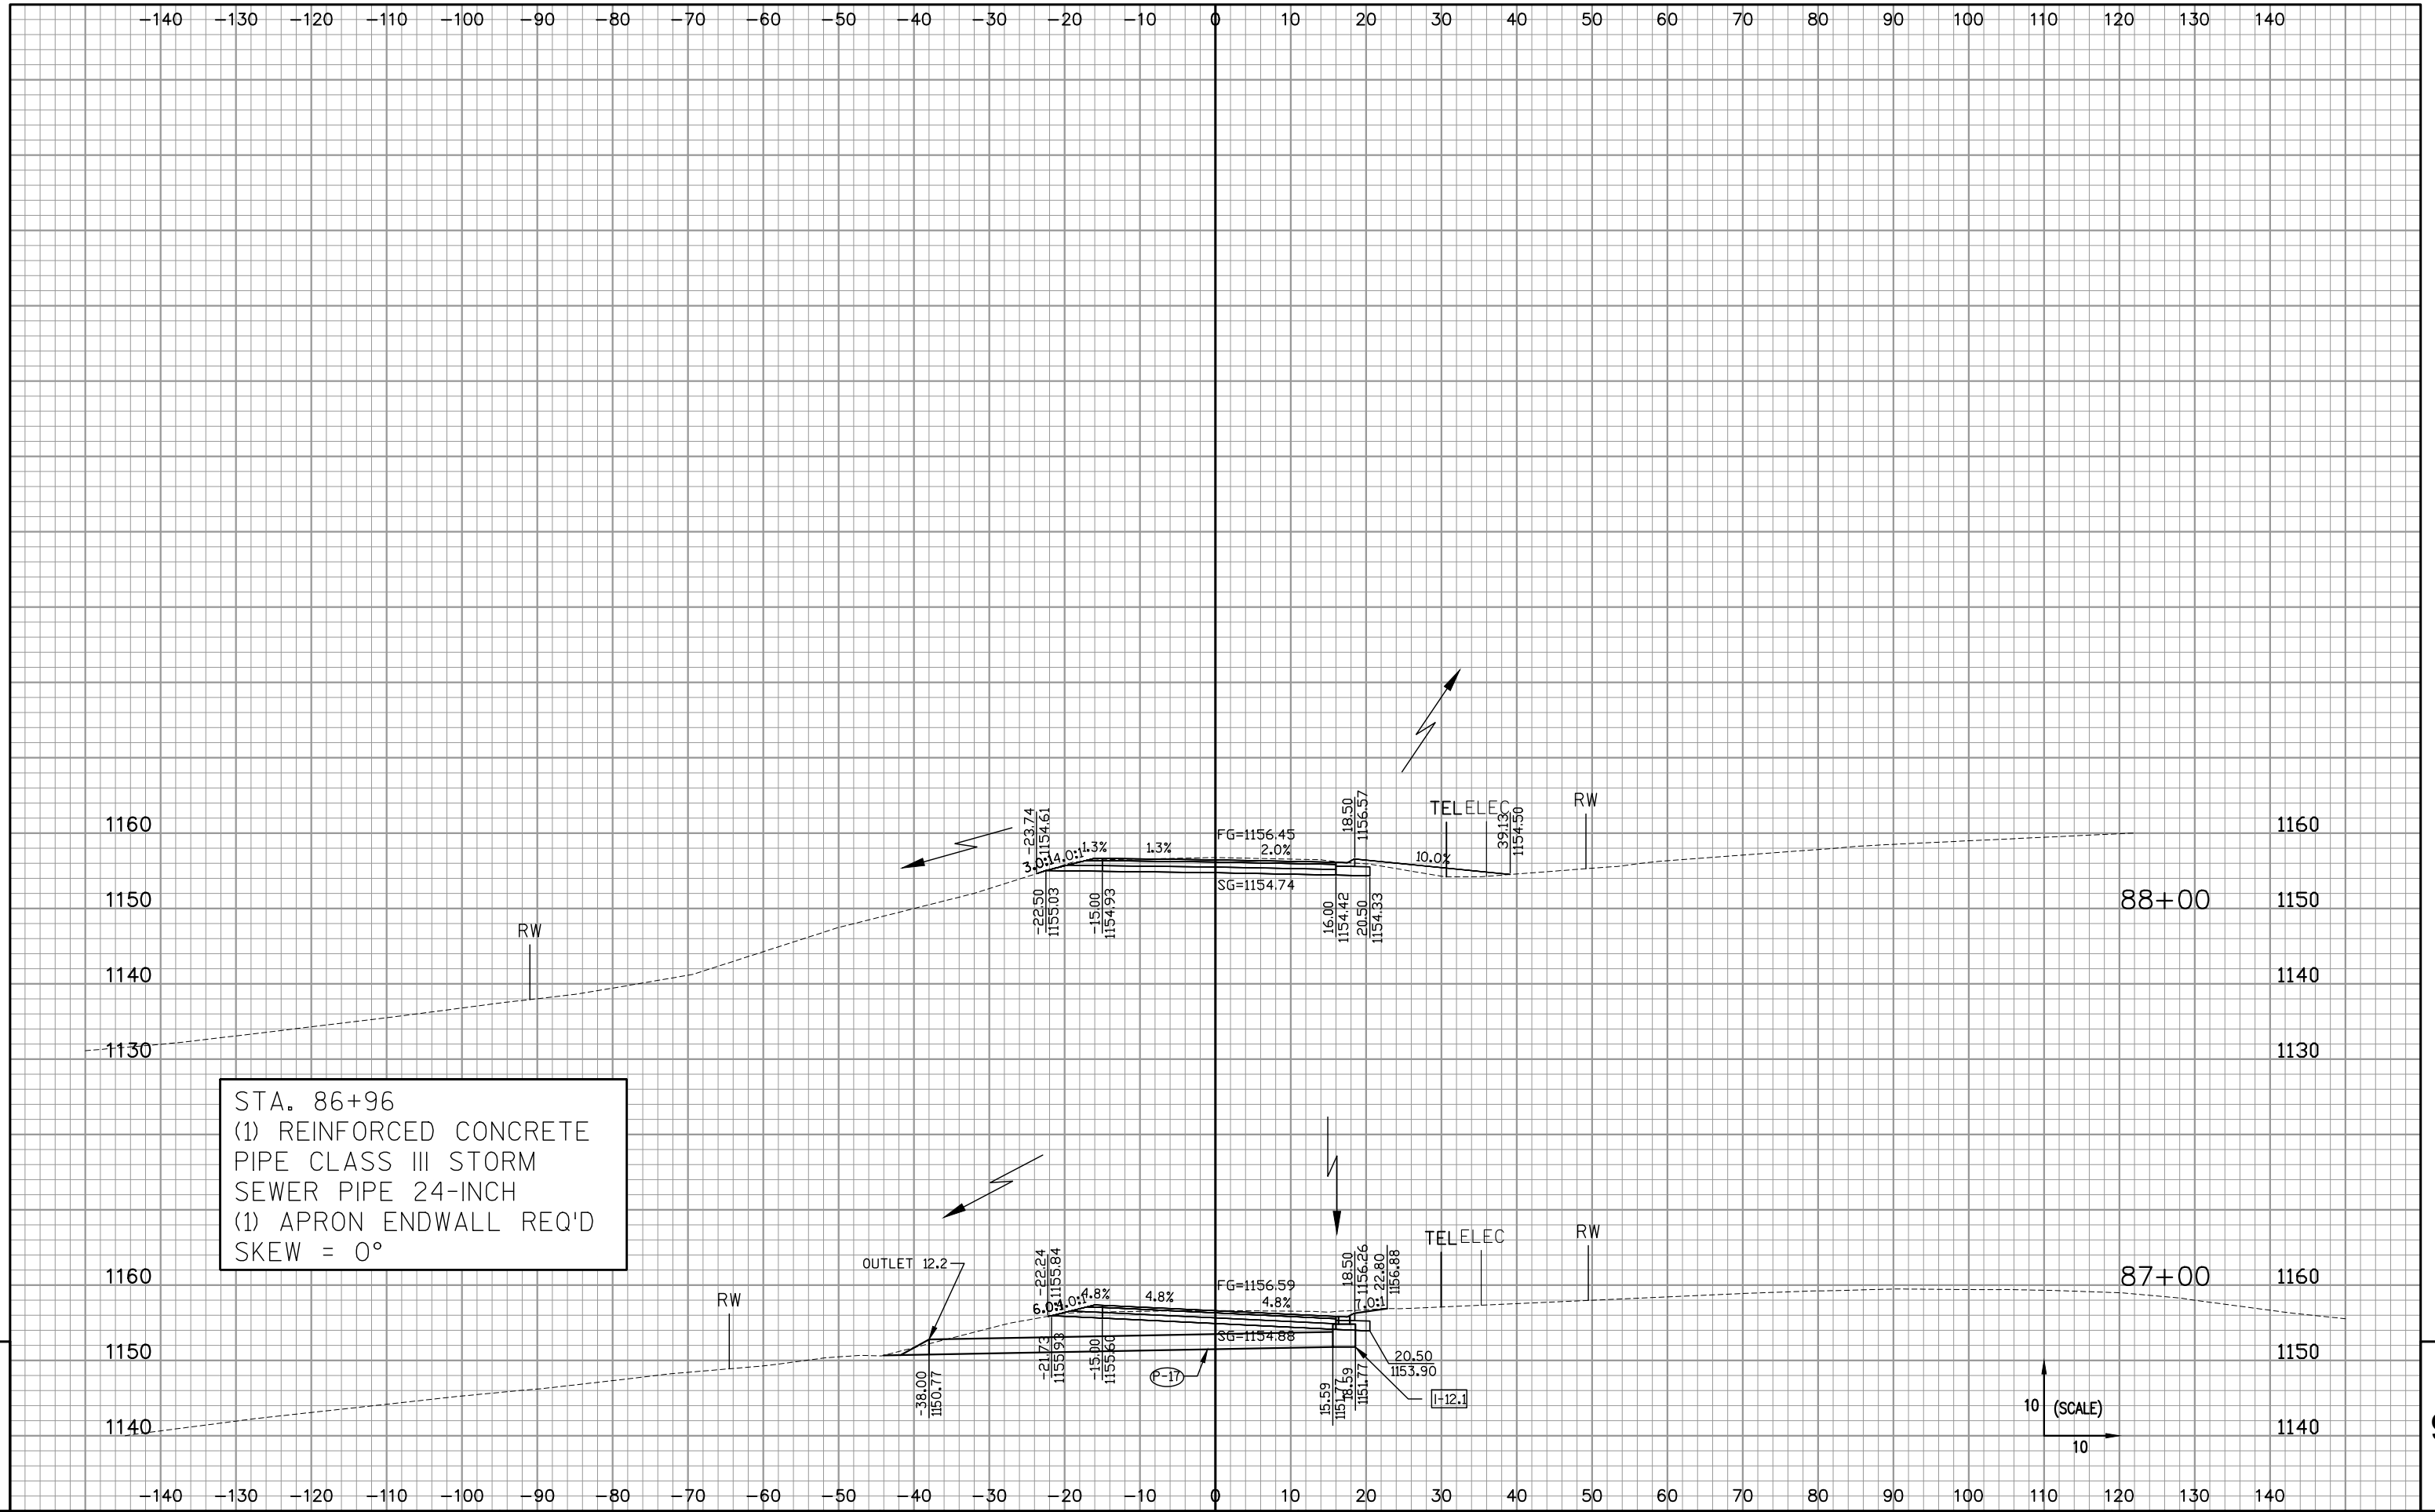 -140 -130 -120 -110 -100 -90 -80 -70 -60 -50 -40 -30 -20 -10 0 10 20 30 40 50 60 70 80 90 100 110 120 130 140
1160
-23.74
1154.61
3.0:1
4.0:1
1.3%
1.3%
FG=1156.45
2.0%
18.50
1156.57
TEL
ELEC
10.0%
39.13
1154.50
RW
1160
1150
-22.50
1155.03
-15.00
1154.93
SG=1154.74
16.00
1154.42
20.50
1154.33
88+00
1150
RW
1140
1140
1130
1130
STA. 86+96
(1) REINFORCED CONCRETE
PIPE CLASS III STORM
SEWER PIPE 24-INCH
(1) APRON ENDWALL REQ'D
SKEW = 0°
OUTLET 12.2
1160
RW
-22.24
1155.84
6.0:1
4.0:1
4.8%
4.8%
FG=1156.59
4.8%
18.50
1156.26
22.80
1156.88
7.0:1
TEL
ELEC
RW
87+00
1160
1150
-38.00
1150.77
-21.73
1155.93
-15.00
1155.60
P-17
SG=1154.88
15.59
1151.77
18.59
1151.77
20.50
1153.90
I-12.1
1150
1140
10
(SCALE)
10
1140
9
-140 -130 -120 -110 -100 -90 -80 -70 -60 -50 -40 -30 -20 -10 0 10 20 30 40 50 60 70 80 90 100 110 120 130 140